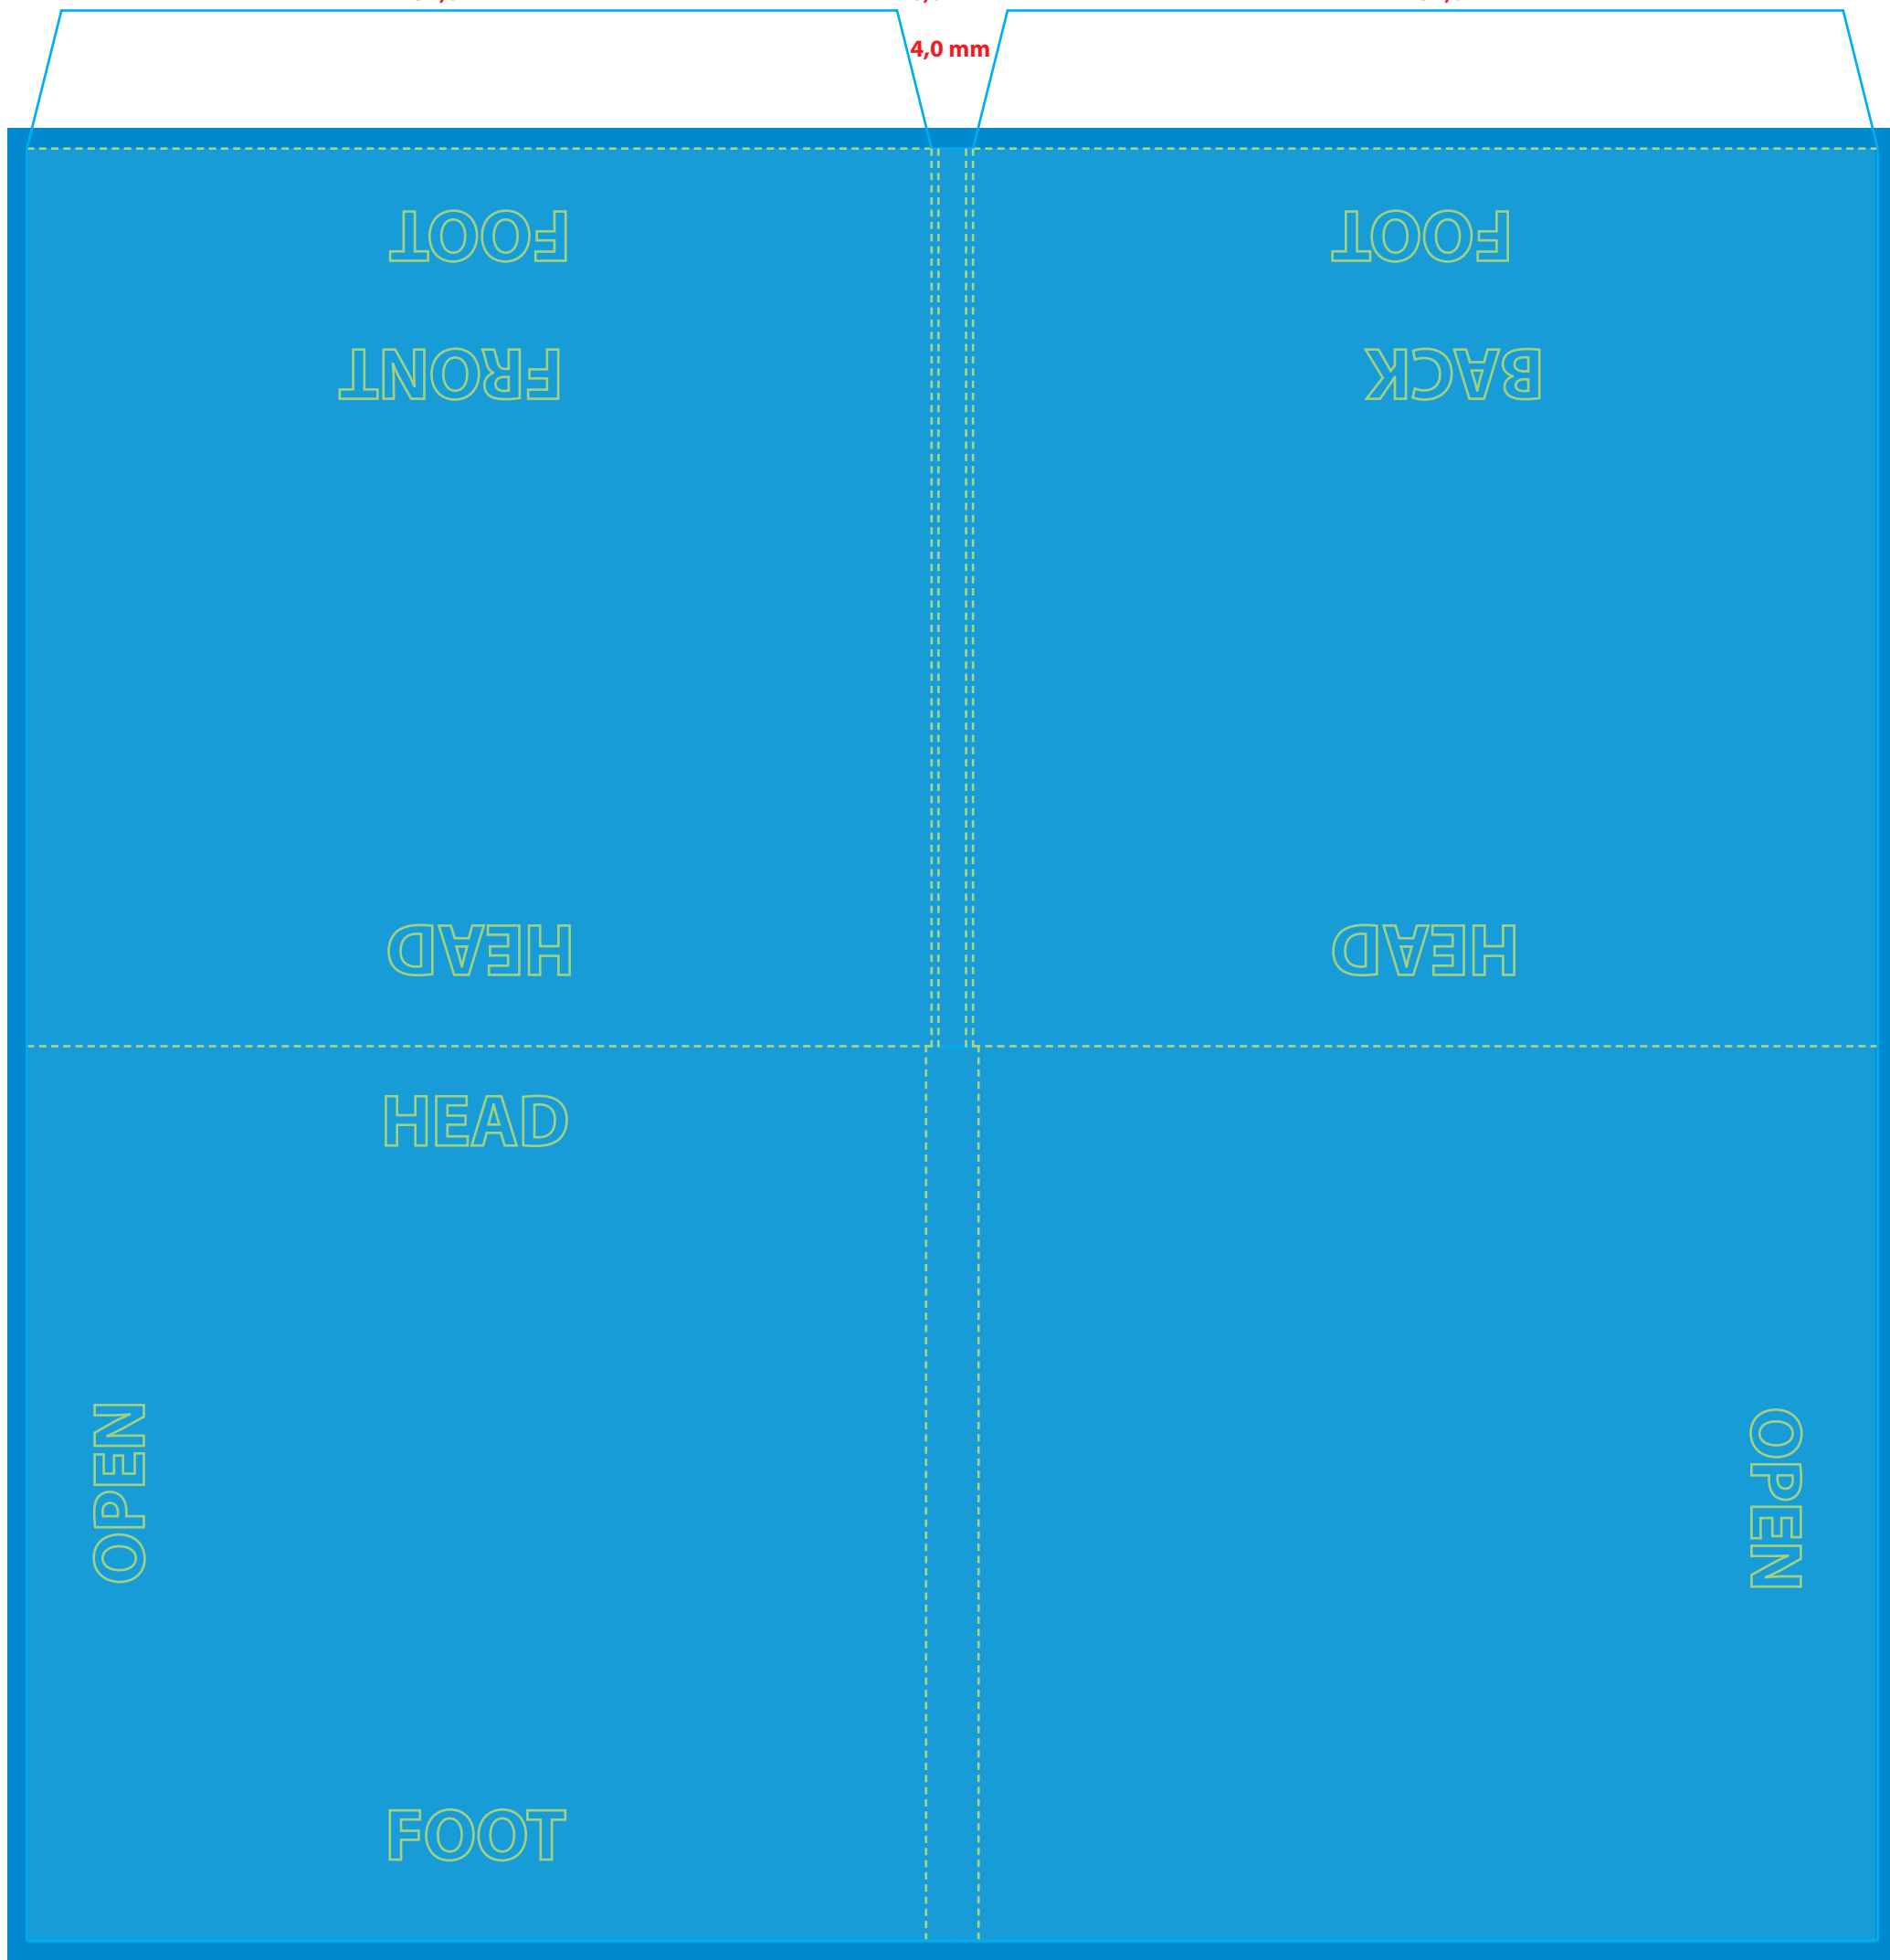 4,0 mm
FOOT FOOT
FRONT BACK
HEAD HEAD
HEAD
OPEN OPEN
FOOT